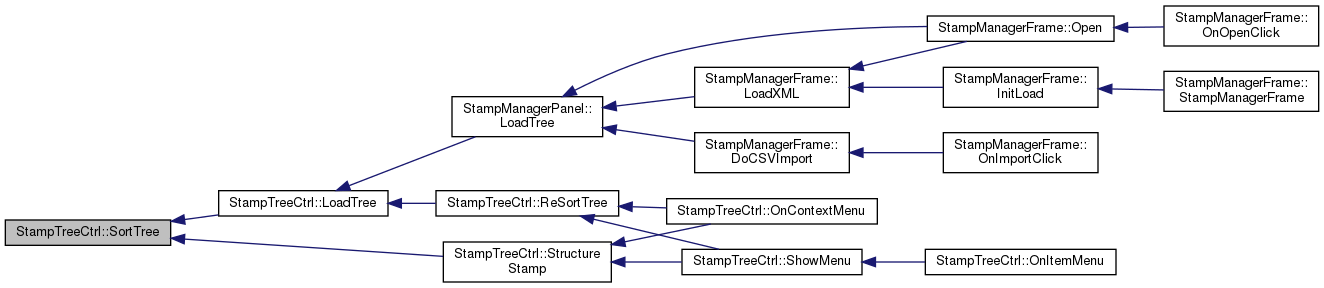 StampManagerFrame::
OnOpenClick
StampManagerFrame::Open
StampManagerFrame::
LoadXML
StampManagerFrame::
InitLoad
StampManagerFrame::
StampManagerFrame
StampManagerPanel::
LoadTree
StampManagerFrame::
DoCSVImport
StampManagerFrame::
OnImportClick
StampTreeCtrl::LoadTree
StampTreeCtrl::ReSortTree
StampTreeCtrl::OnContextMenu
StampTreeCtrl::SortTree
StampTreeCtrl::Structure
Stamp
StampTreeCtrl::ShowMenu
StampTreeCtrl::OnItemMenu